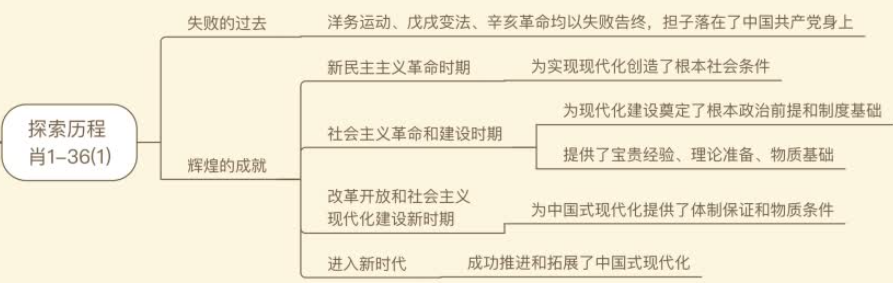 探索历程
肖1-36(1)
失败的过去
洋务运动、戊戌变法、辛亥革命均以失败告终，担子落在了中国共产党身上
辉煌的成就
新民主主义革命时期
为实现现代化创造了根本社会条件
社会主义革命和建设时期
为现代化建设奠定了根本政治前提和制度基础
提供了宝贵经验、理论准备、物质基础
改革开放和社会主义
现代化建设新时期
为中国式现代化提供了体制保证和物质条件
进入新时代
成功推进和拓展了中国式现代化